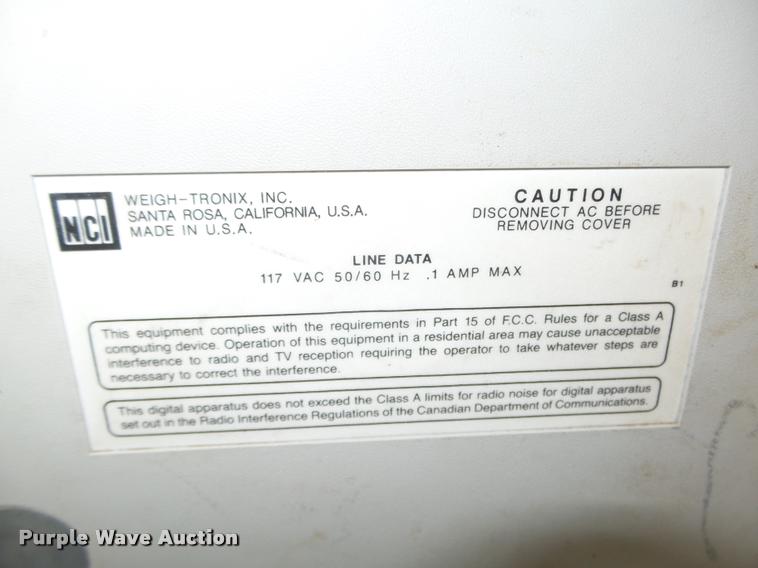 NCI
WEIGH-TRONIX, INC.
SANTA ROSA, CALIFORNIA, U.S.A.
MADE IN U.S.A.
CAUTION
DISCONNECT AC BEFORE
REMOVING COVER
LINE DATA
117 VAC 50/60 Hz .1 AMP MAX
B1
This equipment complies with the requirements in Part 15 of F.C.C. Rules for a Class A
computing device. Operation of this equipment in a residential area may cause unacceptable
interference to radio and TV reception requiring the operator to take whatever steps are
necessary to correct the interference.
This digital apparatus does not exceed the Class A limits for radio noise for digital apparatus
set out in the Radio Interference Regulations of the Canadian Department of Communications.
Purple Wave Auction